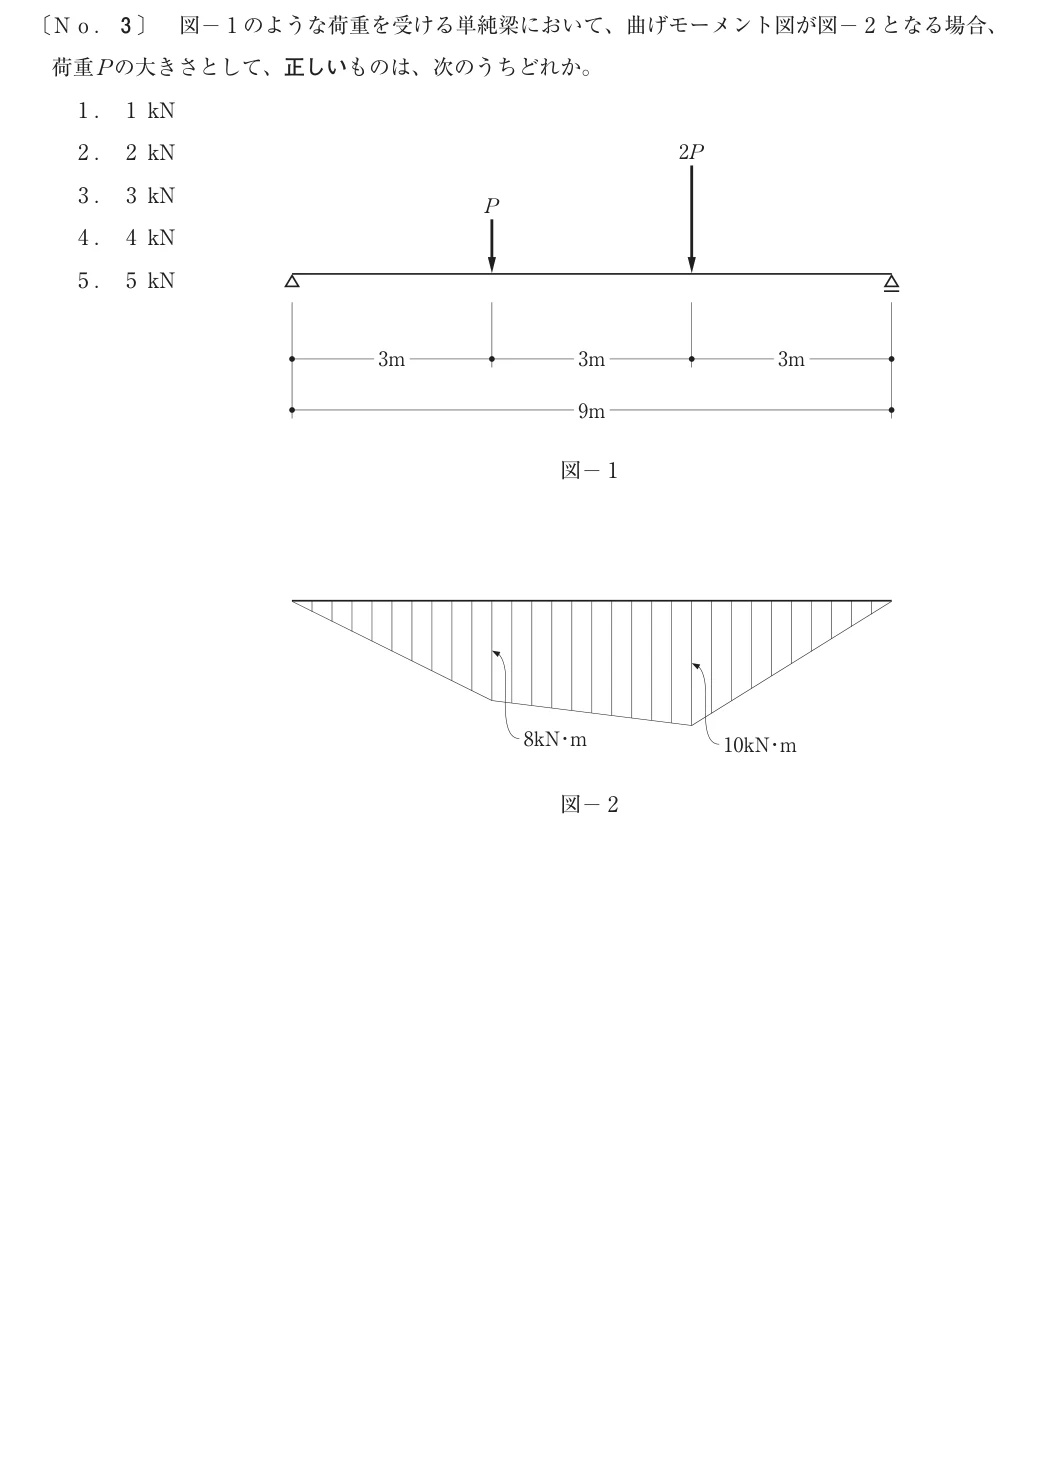 〔Ｎｏ．３〕　図－１のような荷重を受ける単純梁において、曲げモーメント図が図－２となる場合、
荷重Pの大きさとして、正しいものは、次のうちどれか。
１．　１ kN
２．　２ kN
３．　３ kN
４．　４ kN
５．　５ kN
2P
P
3m 3m 3m
9m
図－１
8kN・m
10kN・m
図－２